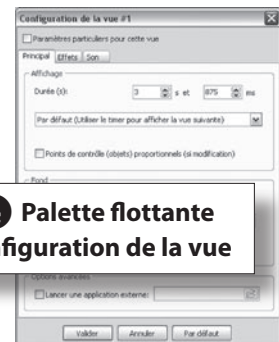 Configuration de la vue #1
Paramètres particuliers pour cette vue
Principal Effets Son
Affichage
Durée (s): 3 s et 875 ms
Par défaut (Utiliser le timer pour afficher la vue suivante)
Points de contrôle (objets) proportionnels (si modification)
Fond
Palette flottante
nfiguration de la vue
Options avancées
Lancer une application externe:
Valider Annuler Par défaut